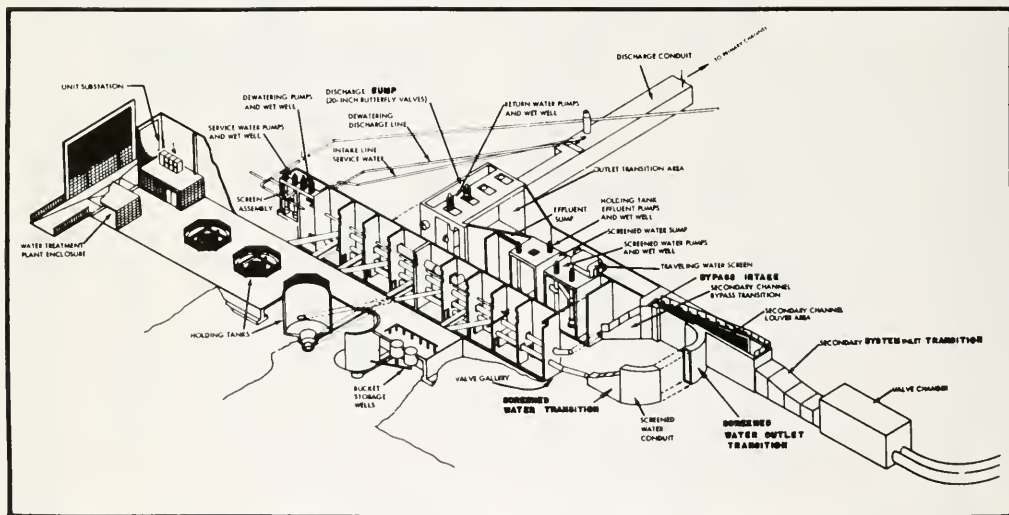 TO PRIMARY CHANNEL
DISCHARGE CONDUIT
UNIT SUBSTATION
DEWATERING PUMPS
AND WET WELL
DISCHARGE SUMP
(20-INCH BUTTERFLY VALVES)
RETURN WATER PUMPS
AND WET WELL
SERVICE WATER PUMPS
AND WET WELL
DEWATERING
DISCHARGE LINE
INTAKE LINE
SERVICE WATER
SCREEN
ASSEMBLY
OUTLET TRANSITION AREA
EFFLUENT
SUMP
HOLDING TANK
EFFLUENT PUMPS
AND WET WELL
SCREENED WATER SUMP
SCREENED WATER PUMPS
AND WET WELL
TRAVELING WATER SCREEN
BYPASS INTAKE
SECONDARY CHANNEL
BYPASS TRANSITION
SECONDARY CHANNEL
LOUVER AREA
SECONDARY SYSTEM INLET TRANSITION
VALVE CHAMBER
WATER TREATMENT
PLANT ENCLOSURE
HOLDING TANKS
BUCKET
STORAGE
WELLS
VALVE GALLERY
SCREENED
WATER TRANSITION
SCREENED
WATER
CONDUIT
SCREENED
WATER OUTLET
TRANSITION